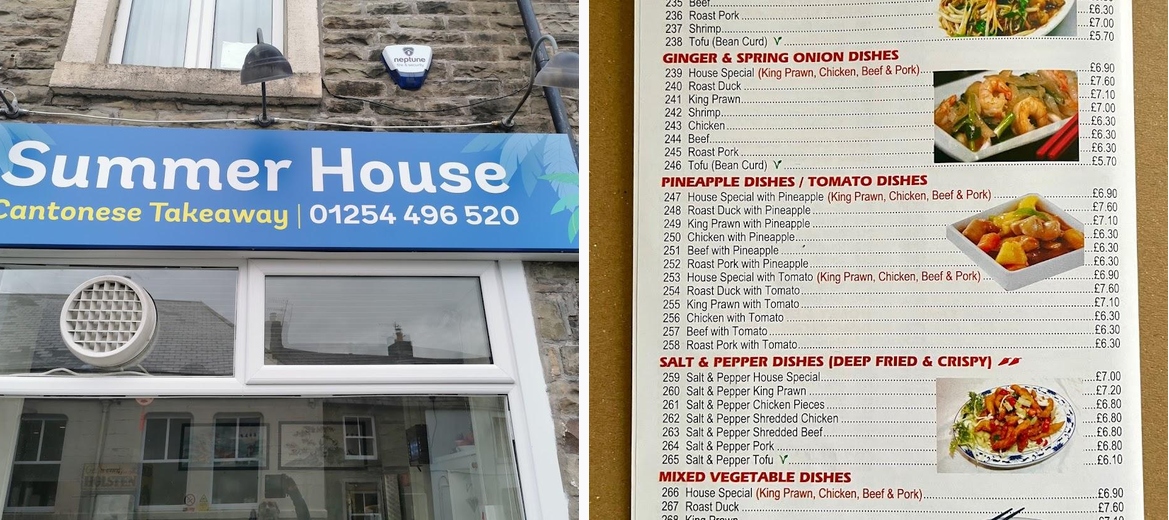 neptune
Summer House
Cantonese Takeaway | 01254 496 520
HOLSTEN
235 Beef
236 Roast Pork £6.30
237 Shrimp £7.00
238 Tofu (Bean Curd) £5.70
GINGER & SPRING ONION DISHES
239 House Special (King Prawn, Chicken, Beef & Pork) £6.90
240 Roast Duck £7.60
241 King Prawn £7.10
242 Shrimp £7.00
243 Chicken £6.30
244 Beef £6.30
245 Roast Pork £6.30
246 Tofu (Bean Curd) £5.70
PINEAPPLE DISHES / TOMATO DISHES
247 House Special with Pineapple (King Prawn, Chicken, Beef & Pork) £6.90
248 Roast Duck with Pineapple £7.60
249 King Prawn with Pineapple £7.10
250 Chicken with Pineapple £6.30
251 Beef with Pineapple £6.30
252 Roast Pork with Pineapple £6.30
253 House Special with Tomato (King Prawn, Chicken, Beef & Pork) £6.90
254 Roast Duck with Tomato £7.60
255 King Prawn with Tomato £7.10
256 Chicken with Tomato £6.30
257 Beef with Tomato £6.30
258 Roast Pork with Tomato £6.30
SALT & PEPPER DISHES (DEEP FRIED & CRISPY)
259 Salt & Pepper House Special £7.00
260 Salt & Pepper King Prawn £7.20
261 Salt & Pepper Chicken Pieces £6.80
262 Salt & Pepper Shredded Chicken £6.80
263 Salt & Pepper Shredded Beef £6.80
264 Salt & Pepper Pork £6.80
265 Salt & Pepper Tofu £6.10
MIXED VEGETABLE DISHES
266 House Special (King Prawn, Chicken, Beef & Pork) £6.90
267 Roast Duck £7.60
268 King Prawn £7.10